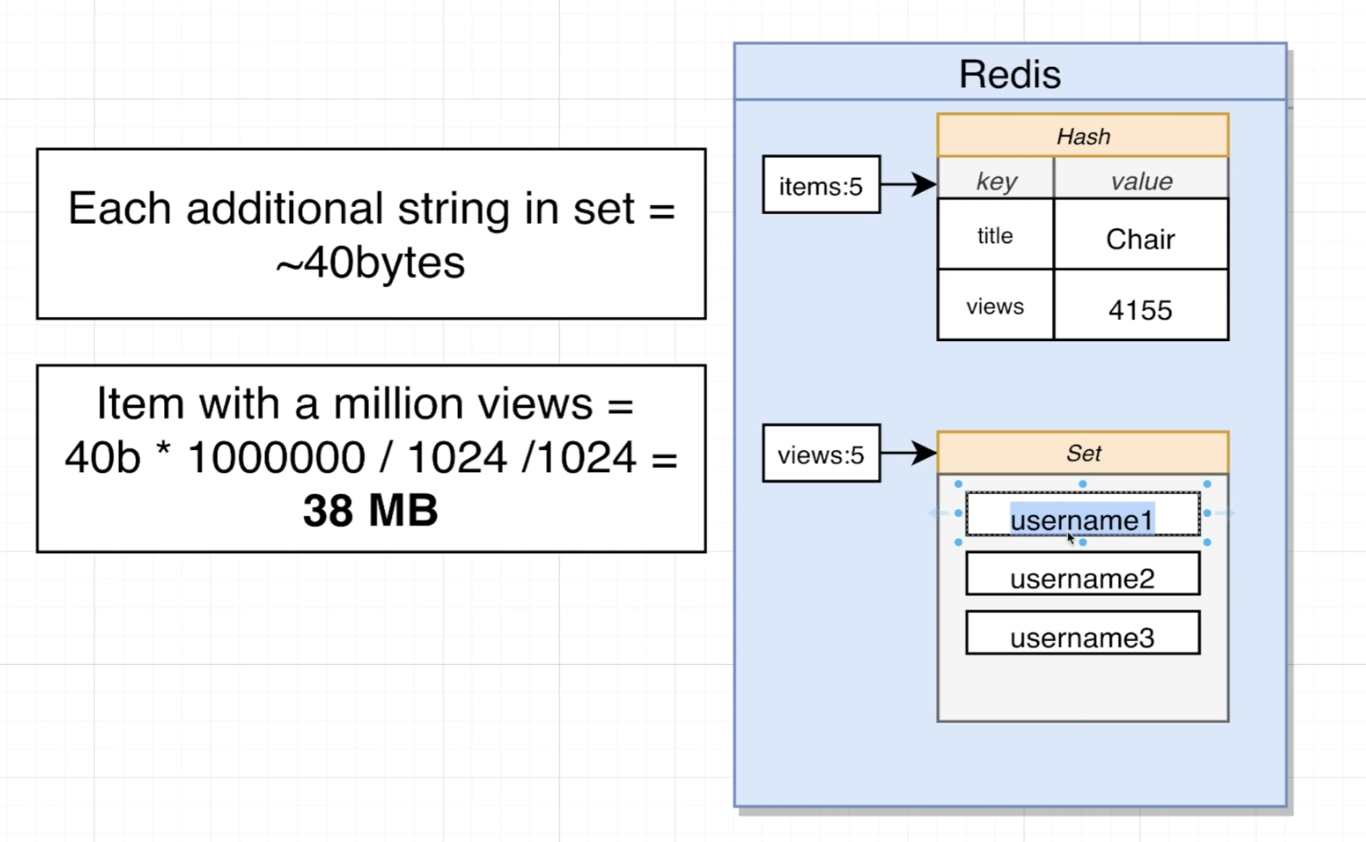 Each additional string in set =
~40bytes
Item with a million views =
40b * 1000000 / 1024 /1024 =
38 MB
Redis
items:5
Hash
key value
title Chair
views 4155
views:5
Set
username1
username2
username3